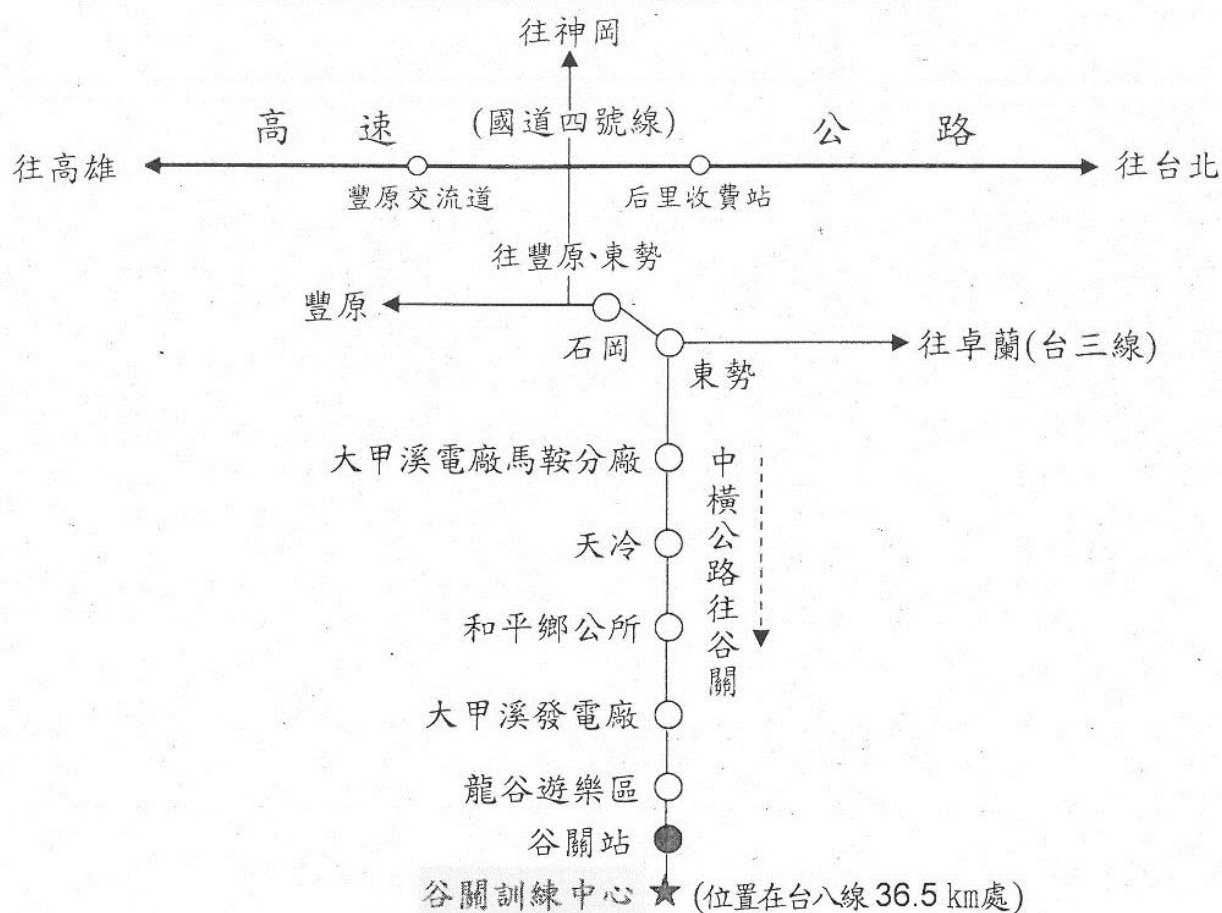 往神岡
高速 (國道四號線) 公路
往高雄
往台北
豐原交流道
后里收費站
往豐原、東勢
豐原
石岡
往卓蘭(台三線)
東勢
大甲溪電廠馬鞍分廠
中橫公路往谷關
天冷
和平鄉公所
大甲溪發電廠
龍谷遊樂區
谷關站
谷關訓練中心
(位置在台八線 36.5 km處)